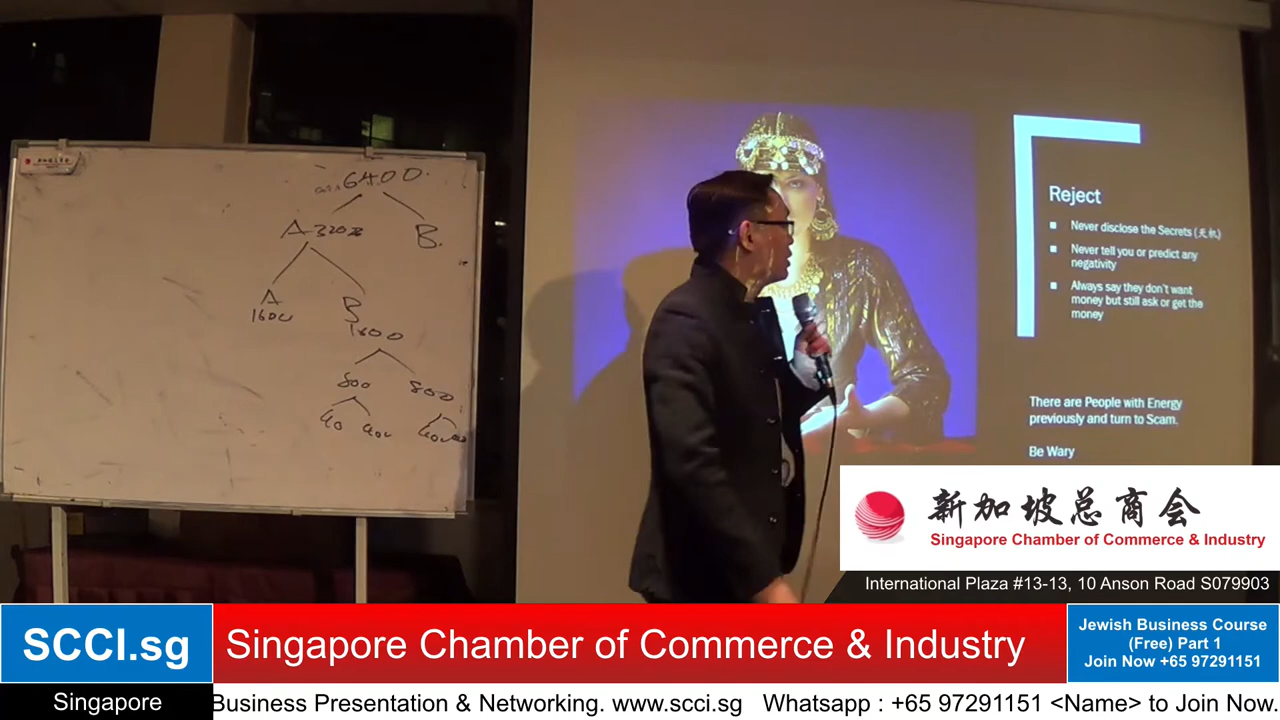 6400
A 3200
B.
A
1600
B
1600
800
800
40
400
400
Reject
Never disclose the Secrets (天机)
Never tell you or predict any
negativity
Always say they don't want
money but still ask or get the
money
There are People with Energy
previously and turn to Scam.
Be Wary
新加坡总商会
Singapore Chamber of Commerce & Industry
International Plaza #13-13, 10 Anson Road S079903
SCCI.sg
Singapore Chamber of Commerce & Industry
Jewish Business Course
(Free) Part 1
Join Now +65 97291151
Singapore
Business Presentation & Networking. www.scci.sg Whatsapp : +65 97291151 <Name> to Join Now.